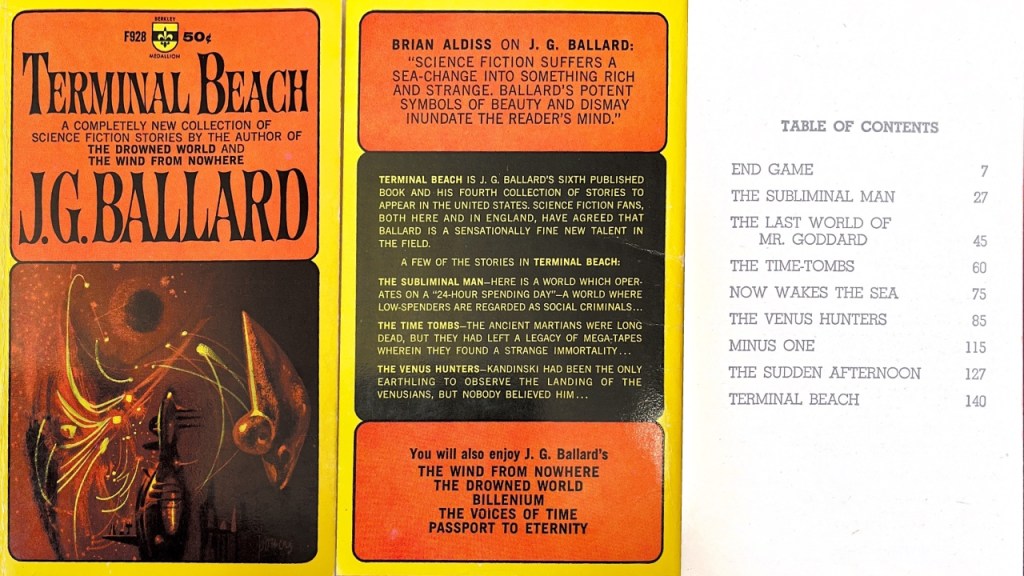 BERKLEY
F928 50¢
MEDALLION
TERMINAL BEACH
A COMPLETELY NEW COLLECTION OF
SCIENCE FICTION STORIES BY THE AUTHOR OF
THE DROWNED WORLD AND
THE WIND FROM NOWHERE
J.G. BALLARD
BRIAN ALDISS ON J. G. BALLARD:
"SCIENCE FICTION SUFFERS A
SEA-CHANGE INTO SOMETHING RICH
AND STRANGE. BALLARD'S POTENT
SYMBOLS OF BEAUTY AND DISMAY
INUNDATE THE READER'S MIND."
TERMINAL BEACH IS J. G. BALLARD'S SIXTH PUBLISHED
BOOK AND HIS FOURTH COLLECTION OF STORIES TO
APPEAR IN THE UNITED STATES. SCIENCE FICTION FANS,
BOTH HERE AND IN ENGLAND, HAVE AGREED THAT
BALLARD IS A SENSATIONALLY FINE NEW TALENT IN
THE FIELD.
A FEW OF THE STORIES IN TERMINAL BEACH:
THE SUBLIMINAL MAN—HERE IS A WORLD WHICH OPER-
ATES ON A "24-HOUR SPENDING DAY"—A WORLD WHERE
LOW-SPENDERS ARE REGARDED AS SOCIAL CRIMINALS...
THE TIME TOMBS—THE ANCIENT MARTIANS WERE LONG
DEAD, BUT THEY HAD LEFT A LEGACY OF MEGA-TAPES
WHEREIN THEY FOUND A STRANGE IMMORTALITY...
THE VENUS HUNTERS—KANDINSKI HAD BEEN THE ONLY
EARTHLING TO OBSERVE THE LANDING OF THE
VENUSIANS, BUT NOBODY BELIEVED HIM...
You will also enjoy J. G. Ballard's
THE WIND FROM NOWHERE
THE DROWNED WORLD
BILLENIUM
THE VOICES OF TIME
PASSPORT TO ETERNITY
TABLE OF CONTENTS
END GAME 7
THE SUBLIMINAL MAN 27
THE LAST WORLD OF
MR. GODDARD 45
THE TIME-TOMBS 60
NOW WAKES THE SEA 75
THE VENUS HUNTERS 85
MINUS ONE 115
THE SUDDEN AFTERNOON 127
TERMINAL BEACH 140